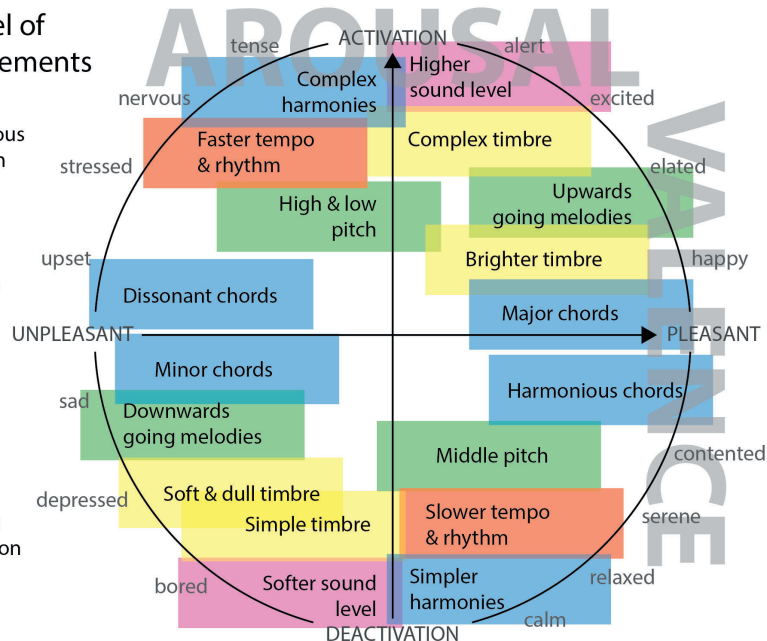 el of
ements
ous
n
on
AROUSAL
VALENCE
ACTIVATION
tense
alert
nervous
excited
stressed
elated
upset
happy
UNPLEASANT
PLEASANT
sad
contented
depressed
serene
bored
relaxed
calm
DEACTIVATION
Complex
harmonies
Higher
sound level
Faster tempo
& rhythm
Complex timbre
High & low
pitch
Upwards
going melodies
Brighter timbre
Dissonant chords
Major chords
Minor chords
Harmonious chords
Downwards
going melodies
Middle pitch
Soft & dull timbre
Simple timbre
Slower tempo
& rhythm
Softer sound
level
Simpler
harmonies